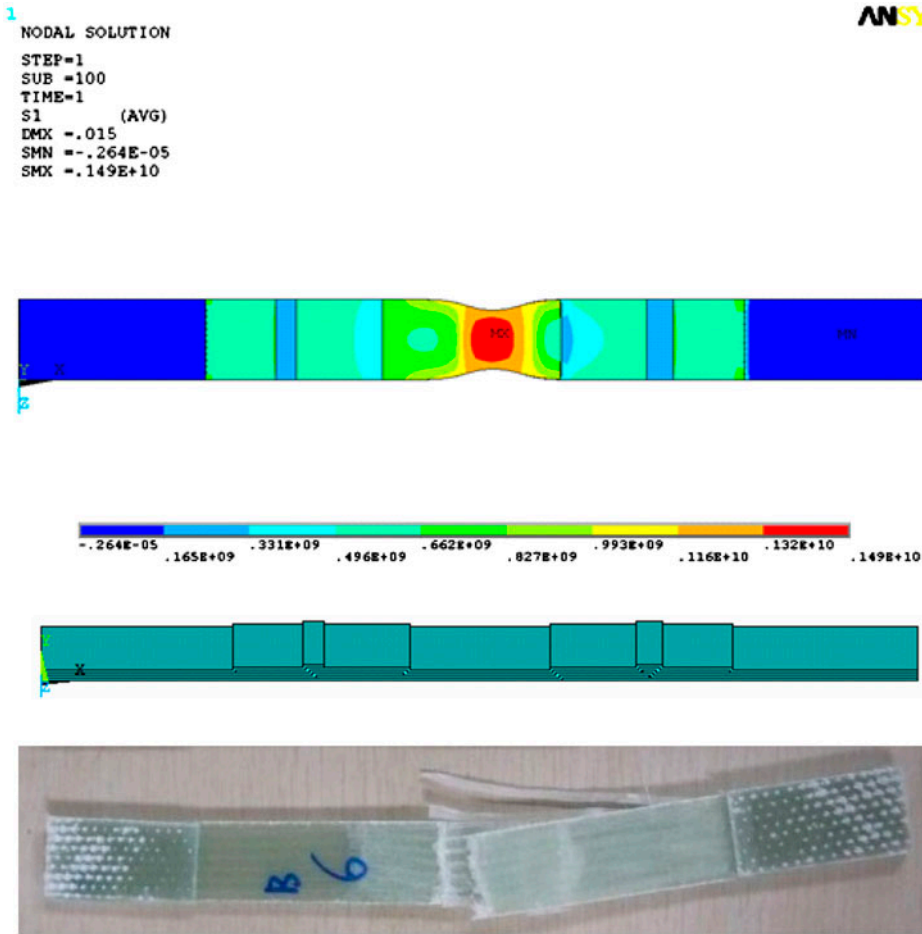 1
ANSY
NODAL SOLUTION
STEP=1
SUB =100
TIME=1
S1 (AVG)
DMX =.015
SMN =-.264E-05
SMX =.149E+10
MX
MX
Y X
Z
-.264E-05 .165E+09 .331E+09 .496E+09 .662E+09 .827E+09 .993E+09 .116E+10 .132E+10 .149E+10
Y
X
Z
B 6